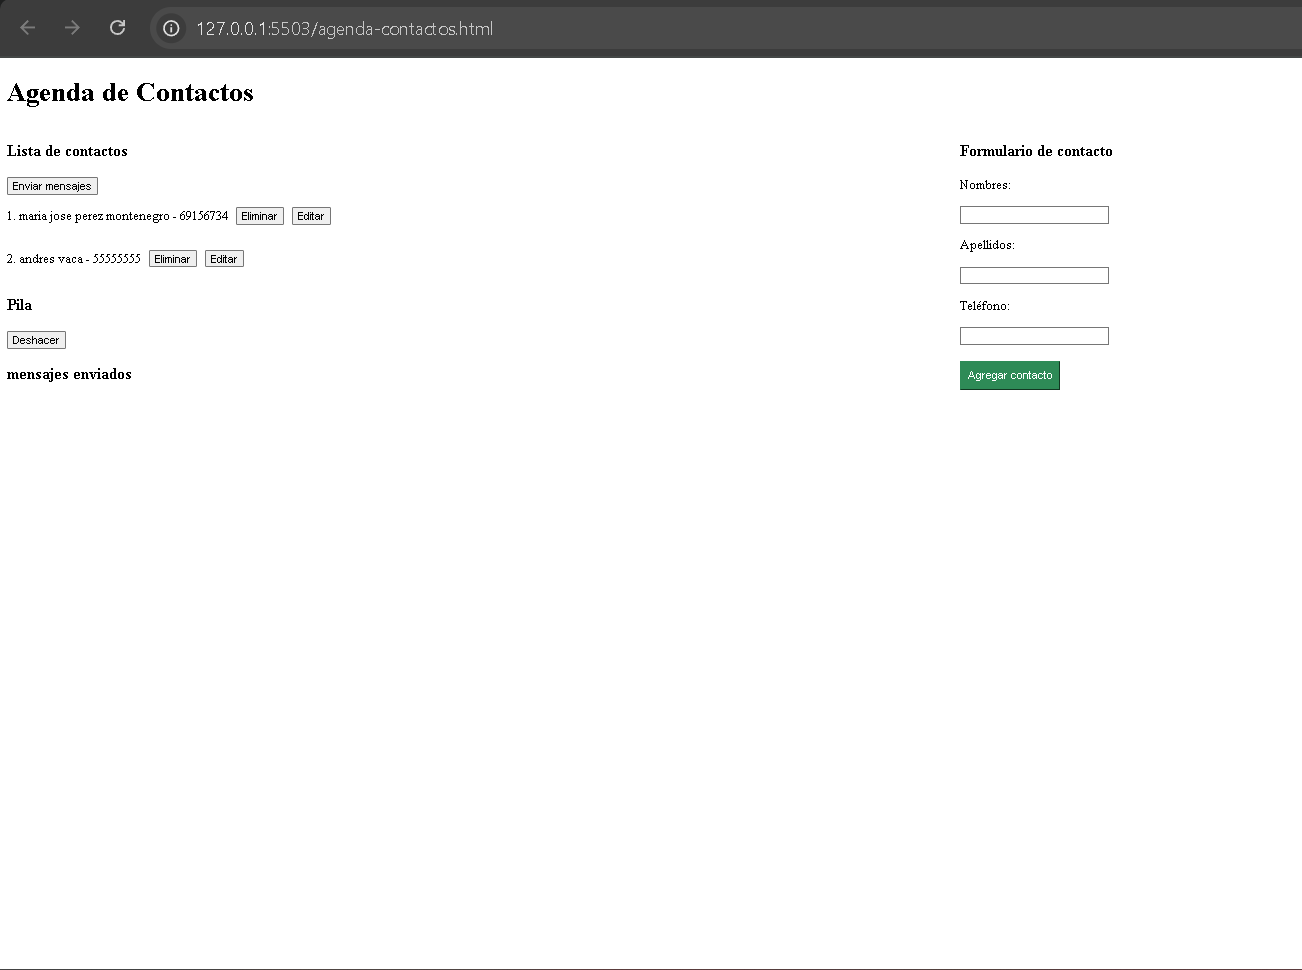 127.0.0.1:5503/agenda-contactos.html
Agenda de Contactos
Lista de contactos
Enviar mensajes
1. maria jose perez montenegro - 69156734 Eliminar Editar
2. andres vaca - 55555555 Eliminar Editar
Pila
Deshacer
mensajes enviados
Formulario de contacto
Nombres:
Apellidos:
Teléfono:
Agregar contacto